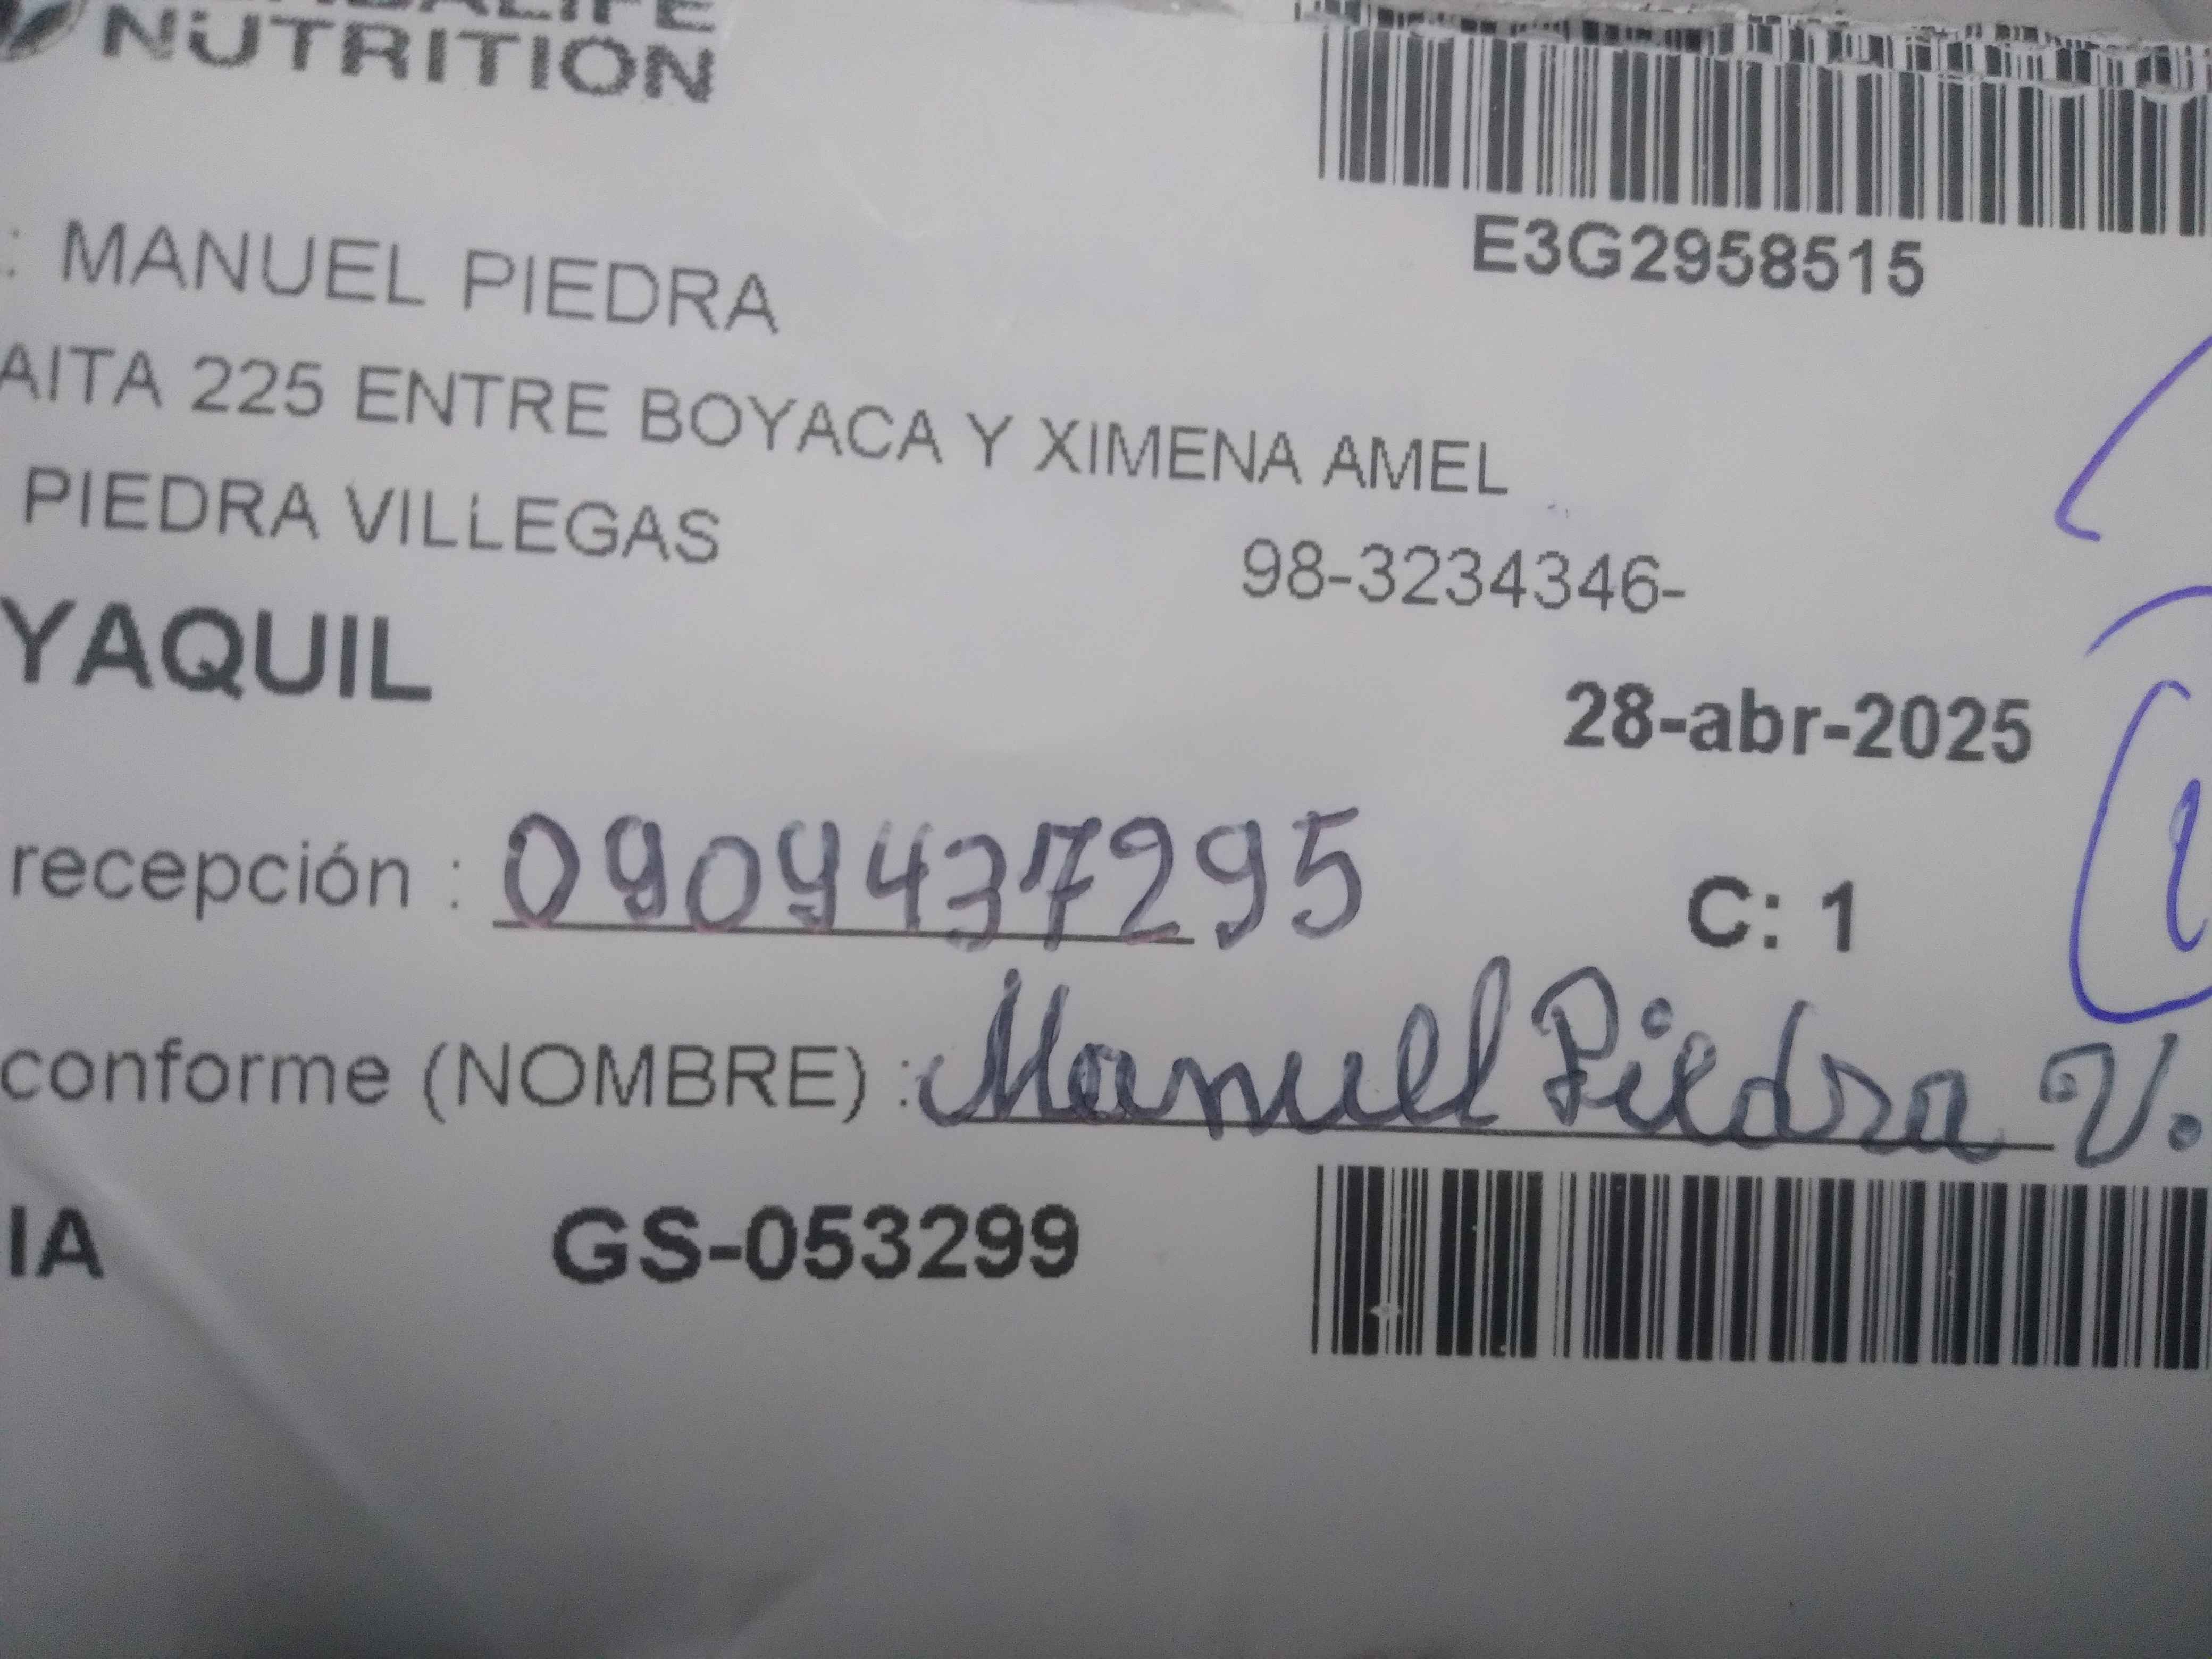 NUTRITION
E3G2958515
: MANUEL PIEDRA
AITA 225 ENTRE BOYACA Y XIMENA AMEL
PIEDRA VILLEGAS 98-3234346-
YAQUIL
28-abr-2025
recepción : 0909437295 C: 1
conforme (NOMBRE) : Manuel Piedra V.
IA GS-053299